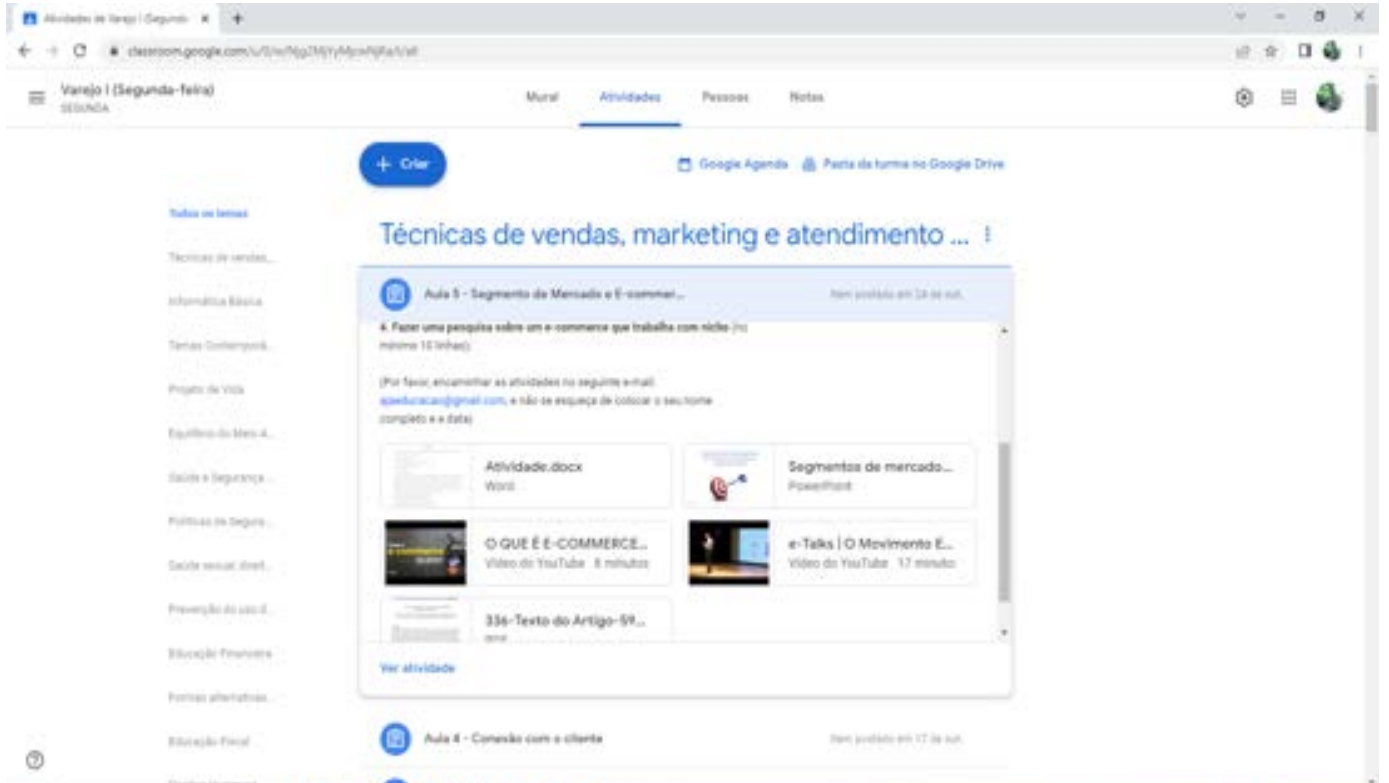 Atividades de Varejo I (Segunda-
classroom.google.com/u/0/w/
Varejo I (Segunda-feira)
SEGUNDA
Mural
Atividades
Pessoas
Notas
+ Criar
Google Agenda
Pasta da turma no Google Drive
Todos os temas
Técnicas de vendas,...
Informática Básica
Temas Contemporâ...
Projeto de Vida
Equilíbrio do Meio A...
Saúde e Segurança ...
Políticas de Segura...
Saúde sexual, direit...
Prevenção do uso d...
Educação Financeira
Formas alternativas...
Educação Fiscal
Técnicas de vendas, marketing e atendimento ...
Aula 5 - Segmento de Mercado e E-commer...
Item postado em 24 de out.
4. Fazer uma pesquisa sobre um e-commerce que trabalha com nicho (no
mínimo 10 linhas);
(Por favor, encaminhar as atividades no seguinte e-mail:
@gmail.com, e não se esqueça de colocar o seu nome
completo e a data)
Atividade.docx
Word
Segmentos de mercado...
PowerPoint
O QUE É E-COMMERCE...
Vídeo do YouTube 8 minutos
e-Talks | O Movimento E...
Vídeo do YouTube 17 minutos
336-Texto do Artigo-59...
PDF
Ver atividade
Aula 4 - Conexão com o cliente
Item postado em 17 de out.